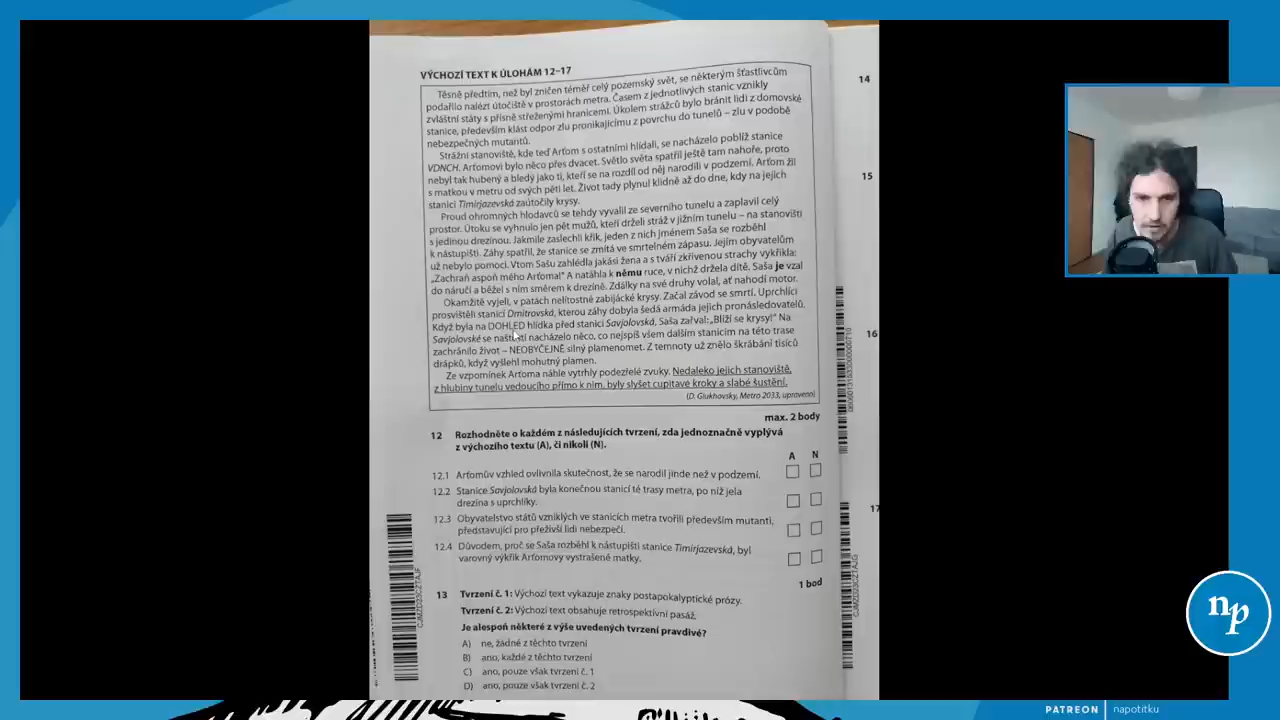 VÝCHOZÍ TEXT K ÚLOHÁM 12–17
Těsně předtím, než byl zničen téměř celý pozemský svět, se některým šťastlivcům
podařilo nalézt útočiště v prostorách metra. Časem z jednotlivých stanic vznikly
zvláštní státy s přísně střeženými hranicemi. Úkolem strážců bylo bránit lidi z domovské
stanice, především klást odpor zlu pronikajícímu z povrchu do tunelů – zlu v podobě
nebezpečných mutantů.
Strážní stanoviště, kde teď Arťom s ostatními hlídali, se nacházelo poblíž stanice
VDNCH. Arťomovi bylo něco přes dvacet. Světlo světa spatřil ještě tam nahoře, proto
nebyl tak hubený a bledý jako ti, kteří se na rozdíl od něj narodili v podzemí. Arťom žil
s matkou v metru od svých pěti let. Život tady plynul klidně až do dne, kdy na jejich
stanici Timirjazevská zaútočily krysy.
Proud ohromných hlodavců se tehdy vyvalil ze severního tunelu a zaplavil celý
prostor. Útoku se vyhnulo jen pět mužů, kteří drželi stráž v jižním tunelu – na stanovišti
s jedinou drezínou. Jakmile zaslechli křik, jeden z nich jménem Saša se rozběhl
k nástupišti. Záhy spatřil, že stanice se zmítá ve smrtelném zápasu. Jejím obyvatelům
už nebylo pomoci. Vtom Sašu zahlédla jakási žena a s tváří zkřivenou strachy vykřikla:
„Zachraň aspoň mého Arťoma!" A natáhla k němu ruce, v nichž držela dítě. Saša je vzal
do náručí a běžel s ním směrem k drezíně. Zdálky na své druhy volal, ať nahodí motor.
Okamžitě vyjeli, v patách nelítostné zabijácké krysy. Začal závod se smrtí. Uprchlíci
prosvištěli stanicí Dmitrovská, kterou záhy dobyla šedá armáda jejich pronásledovatelů.
Když byla na DOHLED hlídka před stanicí Savjolovská, Saša zařval: „Blíží se krysy!" Na
Savjolovské se naštěstí nacházelo něco, co nejspíš všem dalším stanicím na této trase
zachránilo život – NEOBYČEJNĚ silný plamenomet. Z temnoty už znělo škrábání tisíců
drápků, když vyšlehl mohutný plamen.
Ze vzpomínek Arťoma náhle vytrhly podezřelé zvuky. Nedaleko jejich stanoviště,
z hlubiny tunelu vedoucího přímo k nim, byly slyšet cupitavé kroky a slabé šustění.
(D. Glukhovsky, Metro 2033, upraveno)
max. 2 body
12 Rozhodněte o každém z následujících tvrzení, zda jednoznačně vyplývá
z výchozího textu (A), či nikoli (N).
A N
12.1 Arťomův vzhled ovlivnila skutečnost, že se narodil jinde než v podzemí.
12.2 Stanice Savjolovská byla konečnou stanicí té trasy metra, po níž jela
drezína s uprchlíky.
12.3 Obyvatelstvo států vzniklých ve stanicích metra tvořili především mutanti,
představující pro přeživší lidi nebezpečí.
12.4 Důvodem, proč se Saša rozběhl k nástupišti stanice Timirjazevská, byl
varovný výkřik Arťomovy vystrašené matky.
1 bod
13 Tvrzení č. 1: Výchozí text vykazuje znaky postapokalyptické prózy.
Tvrzení č. 2: Výchozí text obsahuje retrospektivní pasáž.
Je alespoň některé z výše uvedených tvrzení pravdivé?
A) ne, žádné z těchto tvrzení
B) ano, každé z těchto tvrzení
C) ano, pouze však tvrzení č. 1
D) ano, pouze však tvrzení č. 2
14
15
16
17
np
PATREON | napotitku